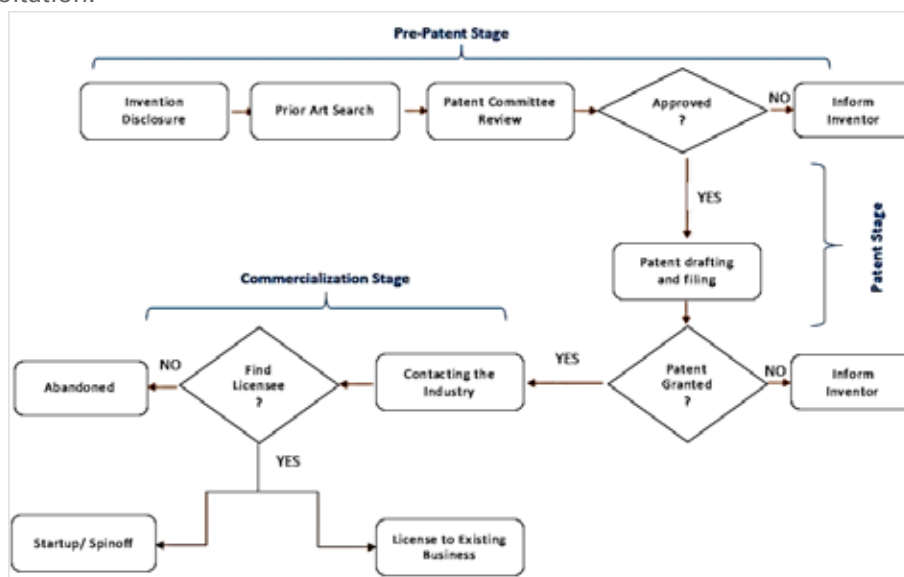 Pre-Patent Stage
Invention
Disclosure
Prior Art Search
Patent Committee
Review
Approved
?
NO
Inform
Inventor
YES
Patent Stage
Patent drafting
and filing
Commercialization Stage
Patent
Granted
?
NO
Inform
Inventor
YES
Contacting the
Industry
Find
Licensee
?
NO
Abandoned
YES
Startup/ Spinoff
License to Existing
Business